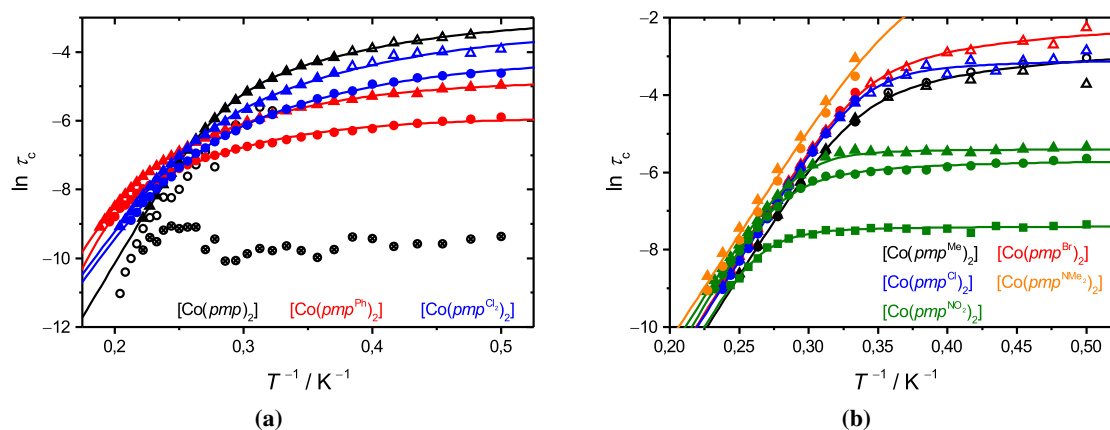 −4
−6
−8
−10
−12
ln τc
0,2 0,3 0,4 0,5
T −1 / K−1
[Co(pmp)2] [Co(pmpPh)2] [Co(pmpCl2)2]
(a)
−2
−4
−6
−8
−10
ln τc
0,20 0,25 0,30 0,35 0,40 0,45 0,50
T −1 / K−1
[Co(pmpMe)2] [Co(pmpBr)2]
[Co(pmpCl)2] [Co(pmpNMe2)2]
[Co(pmpNO2)2]
(b)